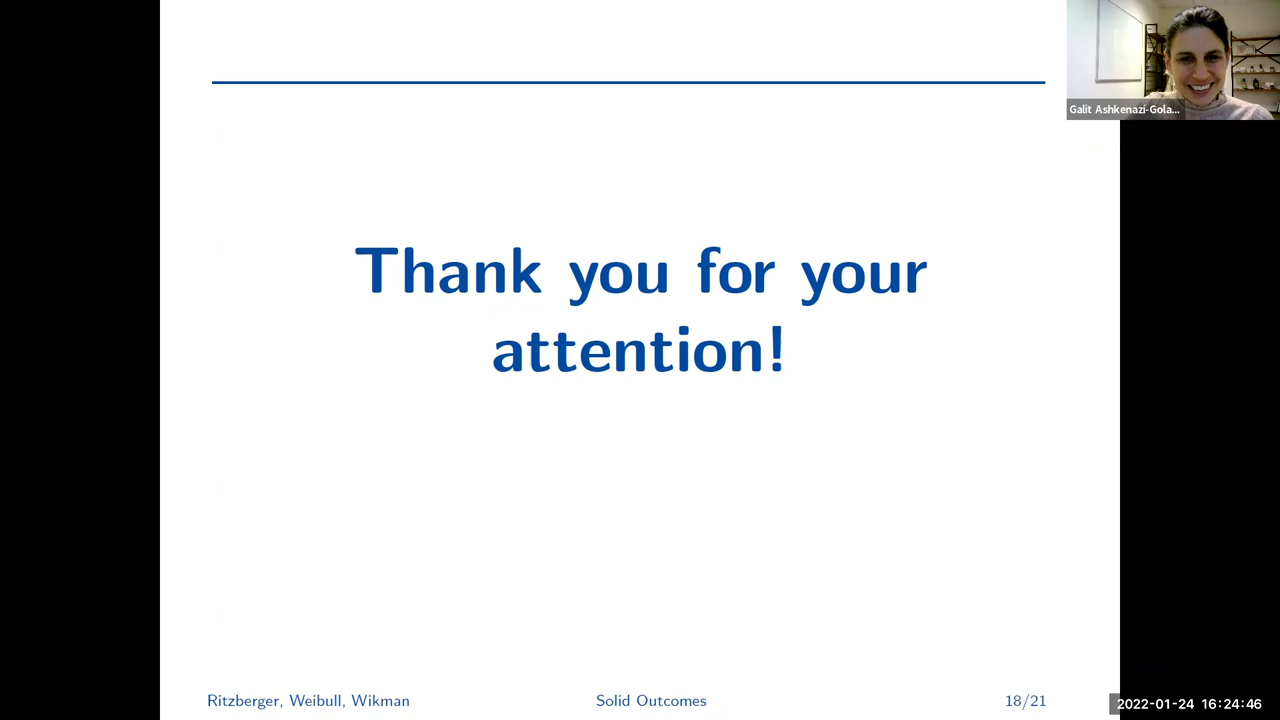 Galit Ashkenazi-Gola...
Thank you for your
attention!
Ritzberger, Weibull, Wikman
Solid Outcomes
18/21
2022-01-24 16:24:46